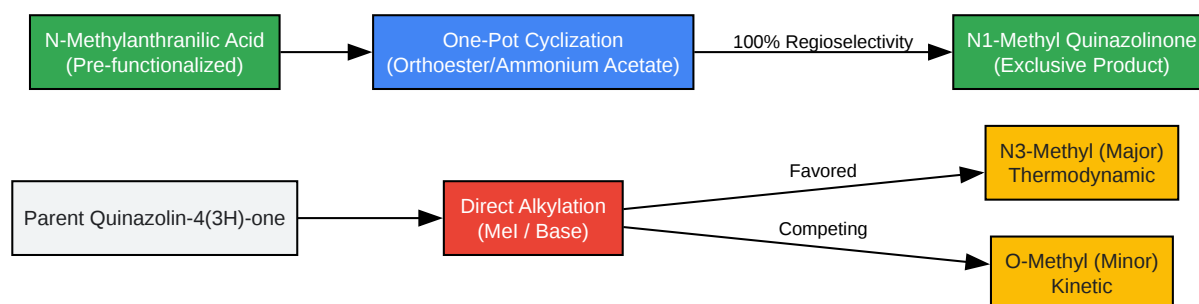 N-Methylanthranilic Acid
(Pre-functionalized)
One-Pot Cyclization
(Orthoester/Ammonium Acetate)
100% Regioselectivity
N1-Methyl Quinazolinone
(Exclusive Product)
Parent Quinazolin-4(3H)-one
Direct Alkylation
(MeI / Base)
Favored
N3-Methyl (Major)
Thermodynamic
Competing
O-Methyl (Minor)
Kinetic